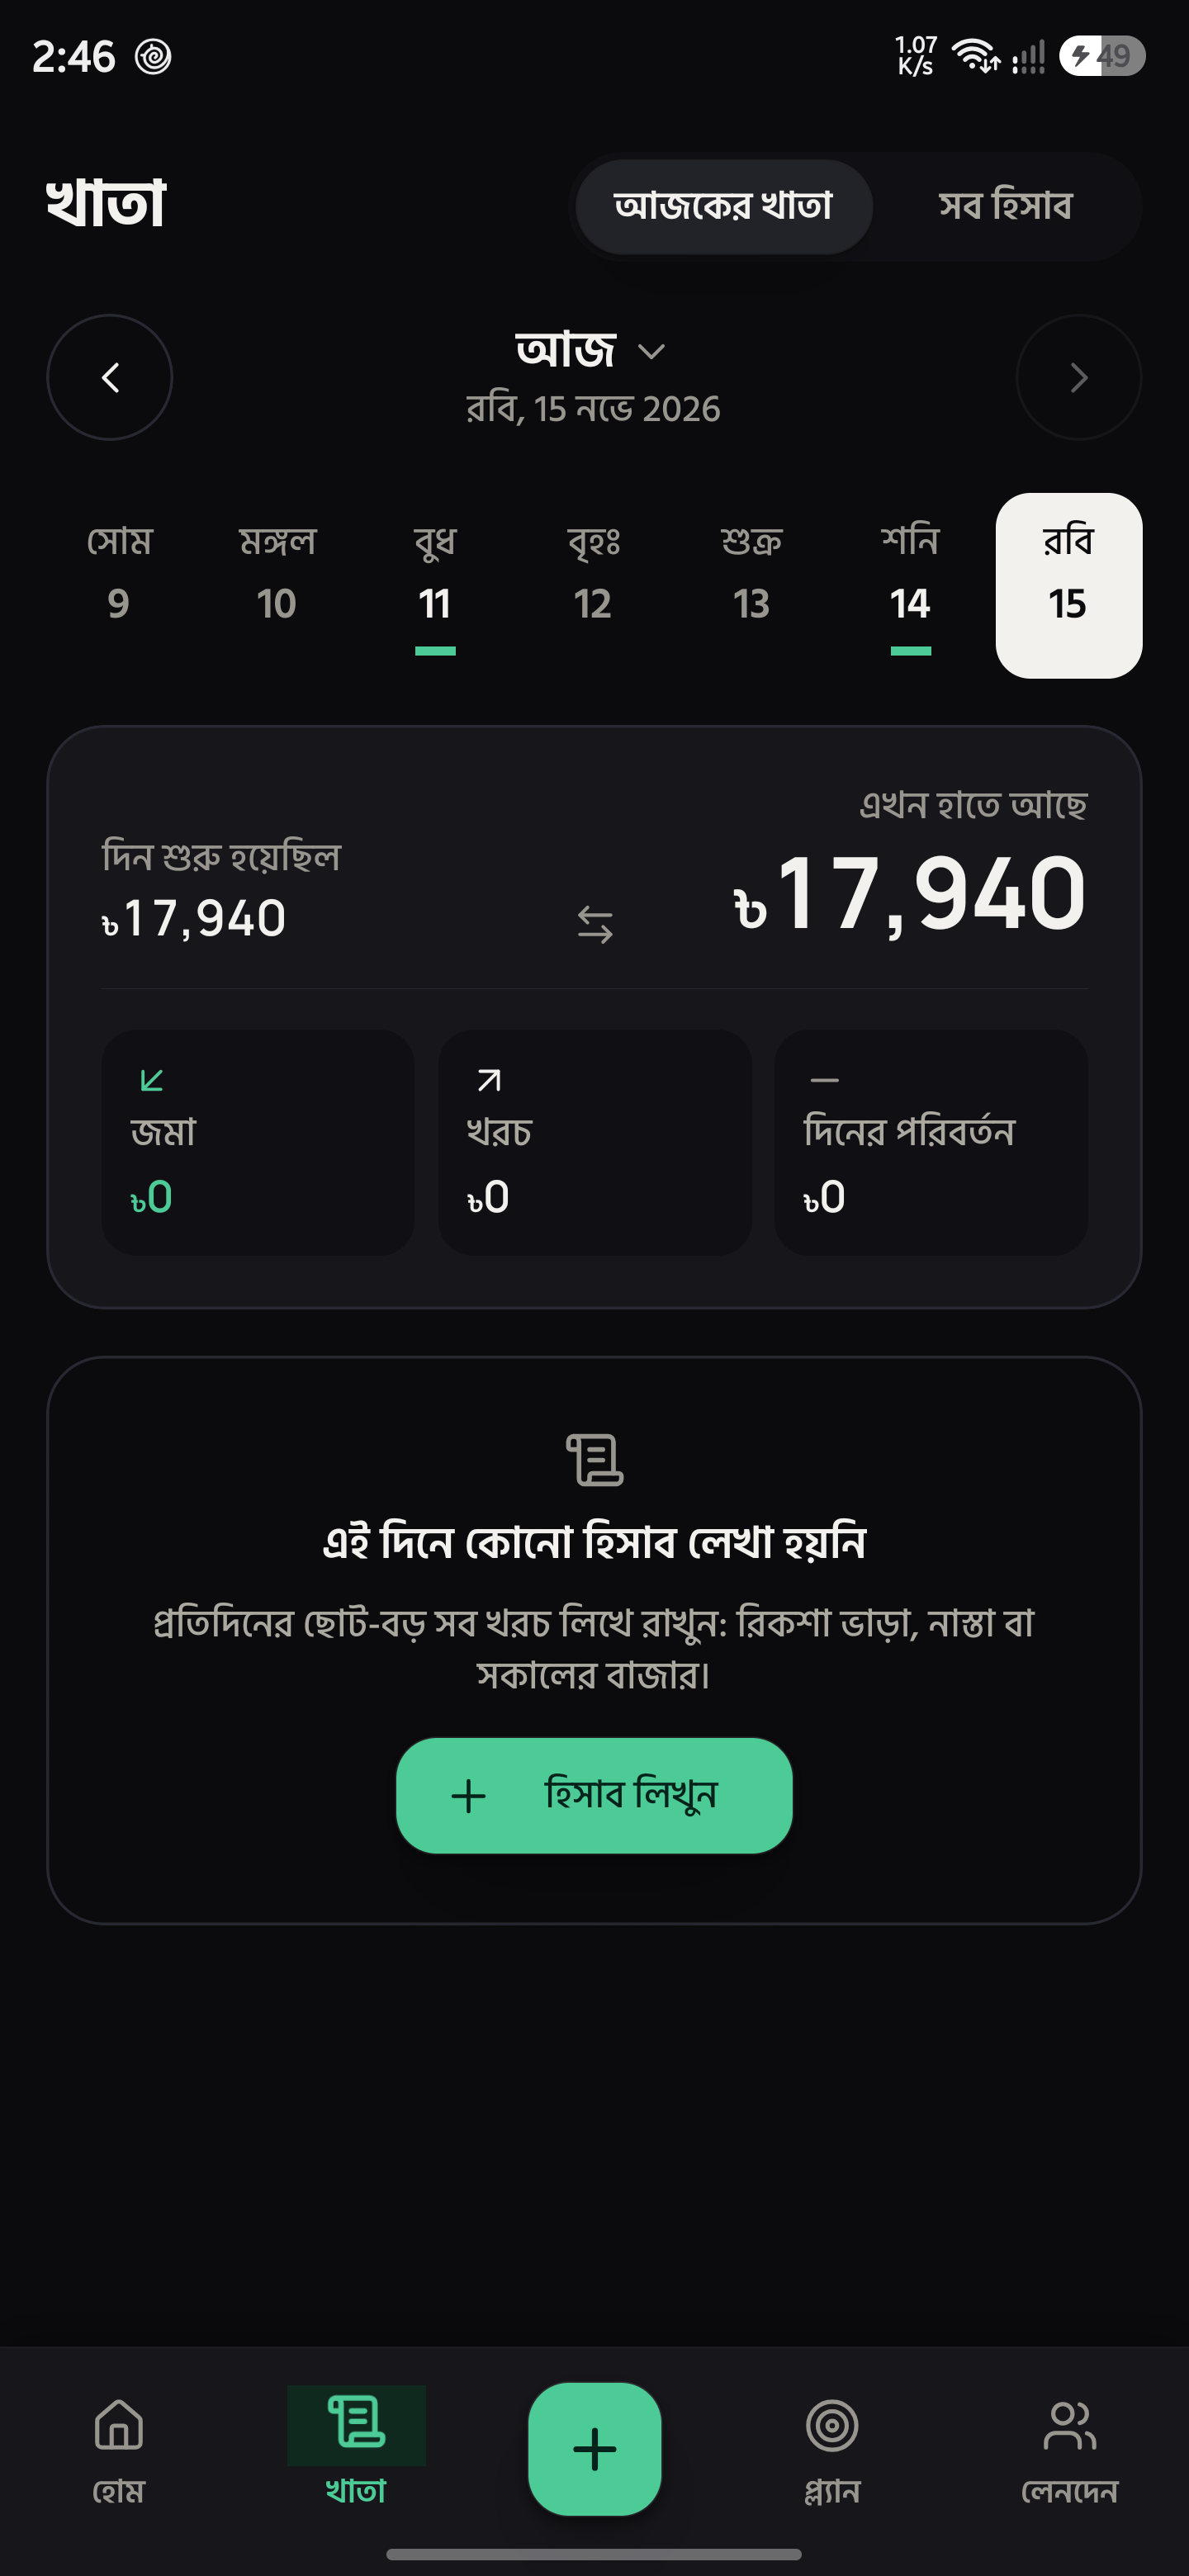 2:46
1.07
K/s
49
খাতা
আজকের খাতা
সব হিসাব
আজ
রবি, 15 নভে 2026
সোম মঙ্গল বুধ বৃহঃ শুক্র শনি রবি
9 10 11 12 13 14 15
এখন হাতে আছে
দিন শুরু হয়েছিল
৳17,940
৳17,940
জমা খরচ দিনের পরিবর্তন
৳0 ৳0 ৳0
এই দিনে কোনো হিসাব লেখা হয়নি
প্রতিদিনের ছোট-বড় সব খরচ লিখে রাখুন: রিকশা ভাড়া, নাস্তা বা
সকালের বাজার।
হিসাব লিখুন
হোম খাতা প্ল্যান লেনদেন